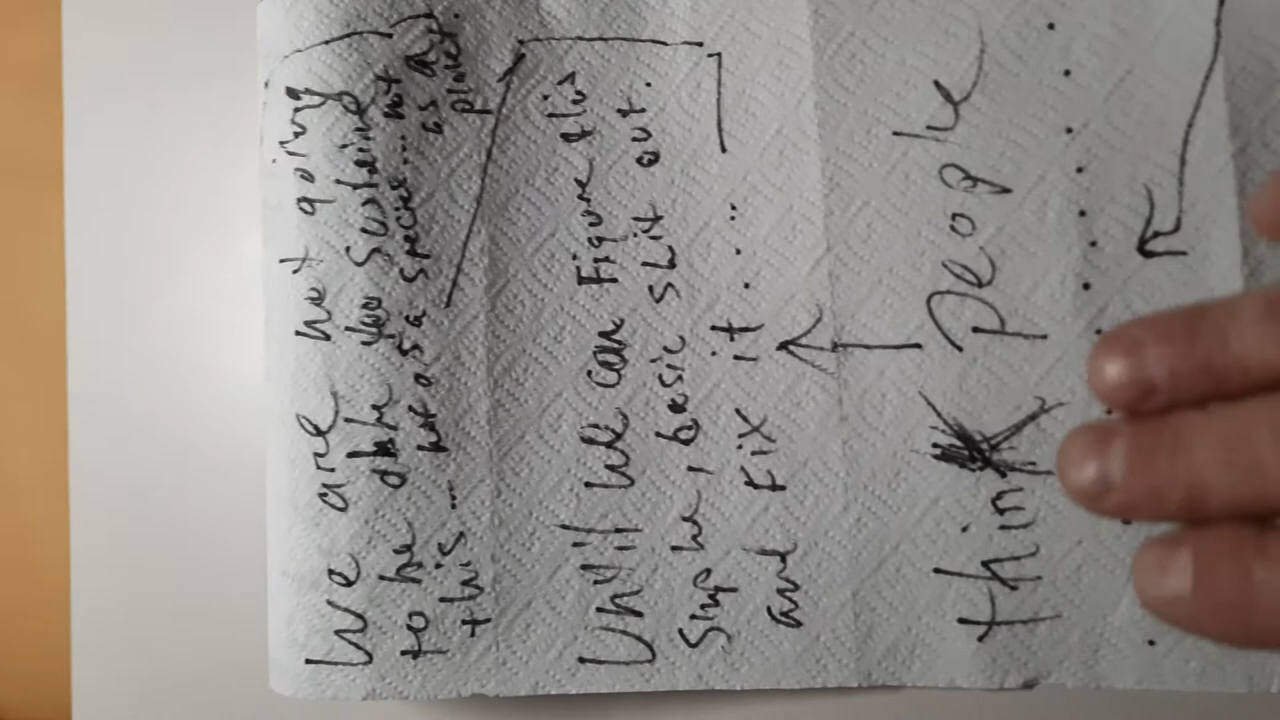 We are not going
to be able to sustain
this .... not as a species.... not
as a
planet.
Until we can Figure this
simple, basic shit out.
and Fix it. ...
think people